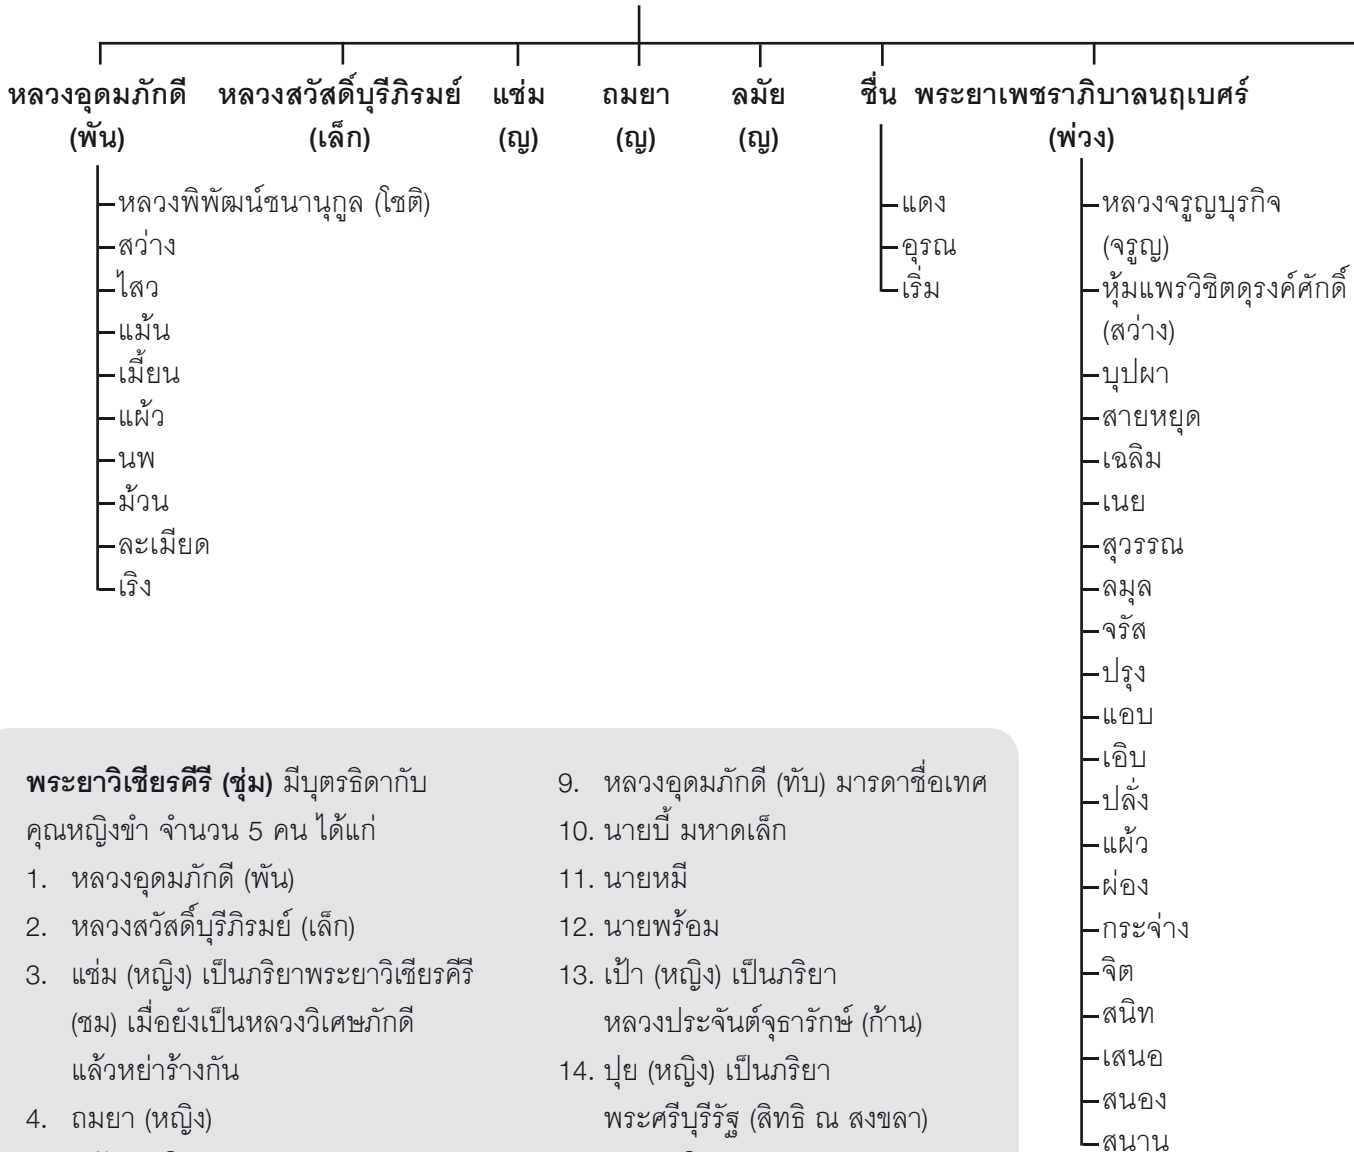 หลวงอุดมภักดี
(พัน)
หลวงสวัสดิ์บุรีภิรมย์
(เล็ก)
แช่ม
(ญ)
ถมยา
(ญ)
ลมัย
(ญ)
ชื่น
พระยาเพชราภิบาลนฤเบศร์
(พ่วง)
หลวงพิพัฒน์ชนานุกูล (โชติ)
สว่าง
ไสว
แม้น
เมี้ยน
แผ้ว
นพ
ม้วน
ละเมียด
เริง
แดง
อุรณ
เริ่ม
หลวงจรูญบุรกิจ
(จรูญ)
หุ้มแพรวิชิตดุรงค์ศักดิ์
(สว่าง)
บุปผา
สายหยุด
เฉลิม
เนย
สุวรรณ
ลมุล
จรัส
ปรุง
แอบ
เอิบ
ปลั่ง
แผ้ว
ผ่อง
กระจ่าง
จิต
สนิท
เสนอ
สนอง
สนาน
พระยาวิเชียรคีรี (ชุ่ม) มีบุตรธิดากับ
คุณหญิงขำ จำนวน 5 คน ได้แก่
1. หลวงอุดมภักดี (พัน)
2. หลวงสวัสดิ์บุรีภิรมย์ (เล็ก)
3. แช่ม (หญิง) เป็นภริยาพระยาวิเชียรคีรี
(ชม) เมื่อยังเป็นหลวงวิเศษภักดี
แล้วหย่าร้างกัน
4. ถมยา (หญิง)
9. หลวงอุดมภักดี (ทับ) มารดาชื่อเทศ
10. นายบี้ มหาดเล็ก
11. นายหมี
12. นายพร้อม
13. เป้า (หญิง) เป็นภริยา
หลวงประจันต์จุธารักษ์ (ก้าน)
14. ปุย (หญิง) เป็นภริยา
พระศรีบุรีรัฐ (สิทธิ ณ สงขลา)